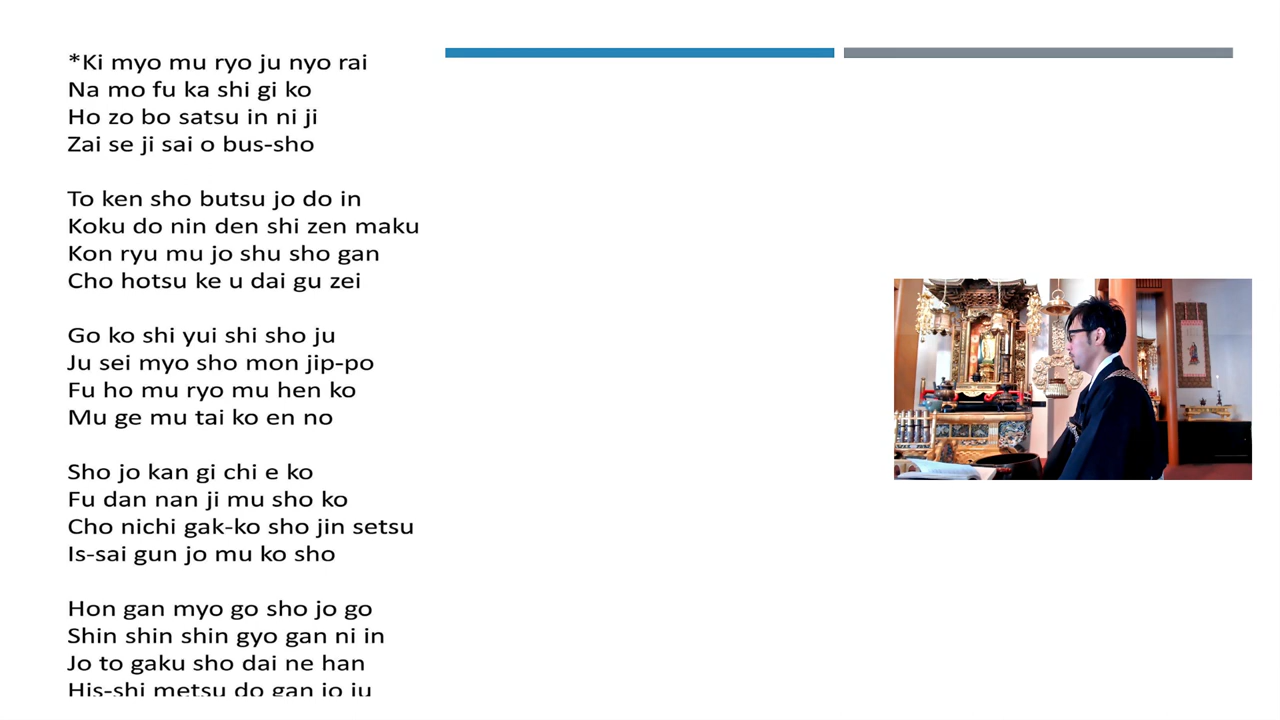 *Ki myo mu ryo ju nyo rai
Na mo fu ka shi gi ko
Ho zo bo satsu in ni ji
Zai se ji sai o bus-sho
To ken sho butsu jo do in
Koku do nin den shi zen maku
Kon ryu mu jo shu sho gan
Cho hotsu ke u dai gu zei
Go ko shi yui shi sho ju
Ju sei myo sho mon jip-po
Fu ho mu ryo mu hen ko
Mu ge mu tai ko en no
Sho jo kan gi chi e ko
Fu dan nan ji mu sho ko
Cho nichi gak-ko sho jin setsu
Is-sai gun jo mu ko sho
Hon gan myo go sho jo go
Shin shin shin gyo gan ni in
Jo to gaku sho dai ne han
His-shi metsu do gan jo ju